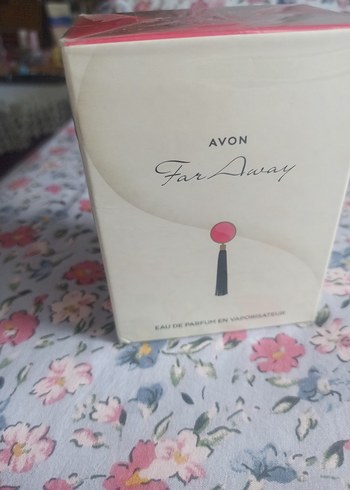 AVON
Far Away
EAU DE PARFUM EN VAPORISATEUR